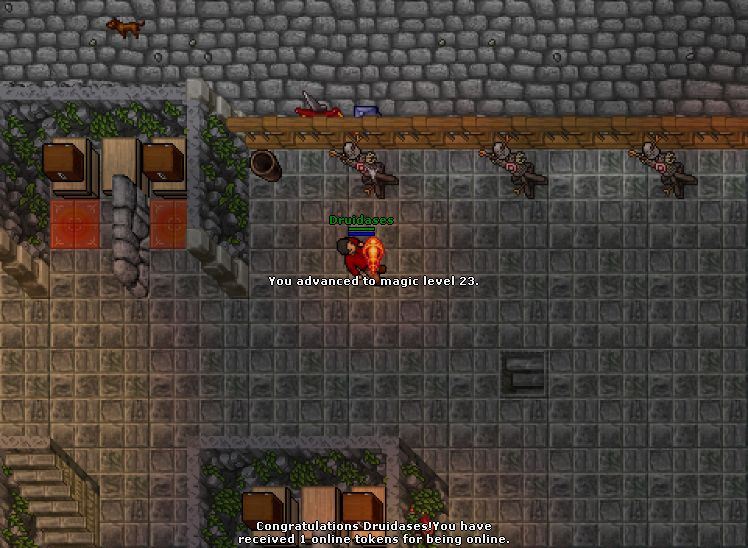 Druidases
You advanced to magic level 23.
Congratulations Druidases!You have
received 1 online tokens for being online.